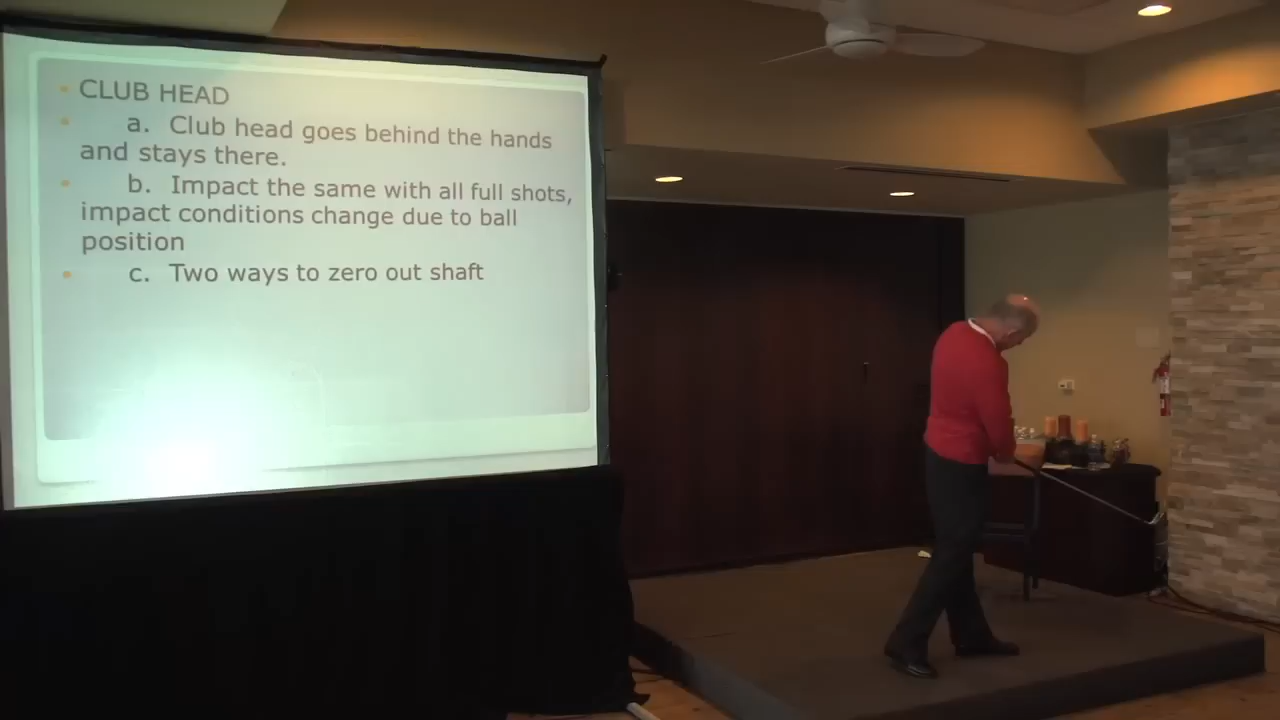 CLUB HEAD
a. Club head goes behind the hands
and stays there.
b. Impact the same with all full shots,
impact conditions change due to ball
position
c. Two ways to zero out shaft